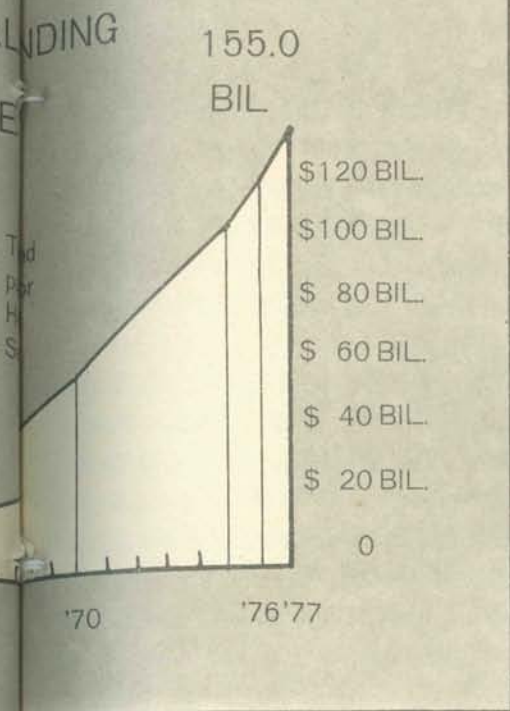 155.0
BIL.
$120 BIL.
$100 BIL.
$ 80 BIL.
$ 60 BIL.
$ 40 BIL.
$ 20 BIL.
0
'70 '76 '77